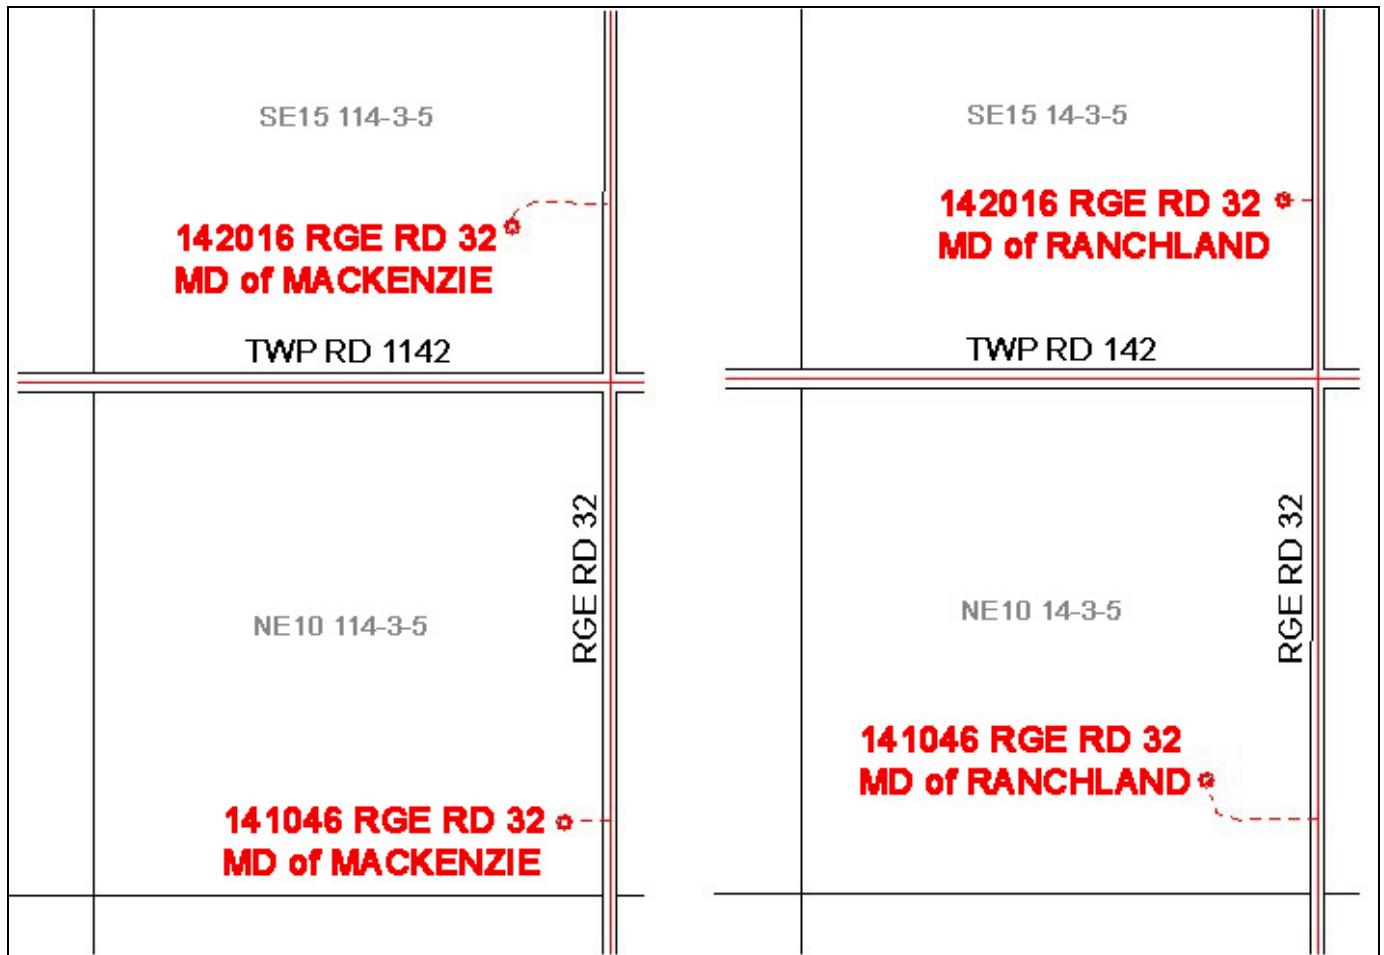 SE15 114-3-5
142016 RGE RD 32
MD of MACKENZIE
TWP RD 1142
RGE RD 32
NE10 114-3-5
141046 RGE RD 32
MD of MACKENZIE
SE15 14-3-5
142016 RGE RD 32
MD of RANCHLAND
TWP RD 142
RGE RD 32
NE10 14-3-5
141046 RGE RD 32
MD of RANCHLAND